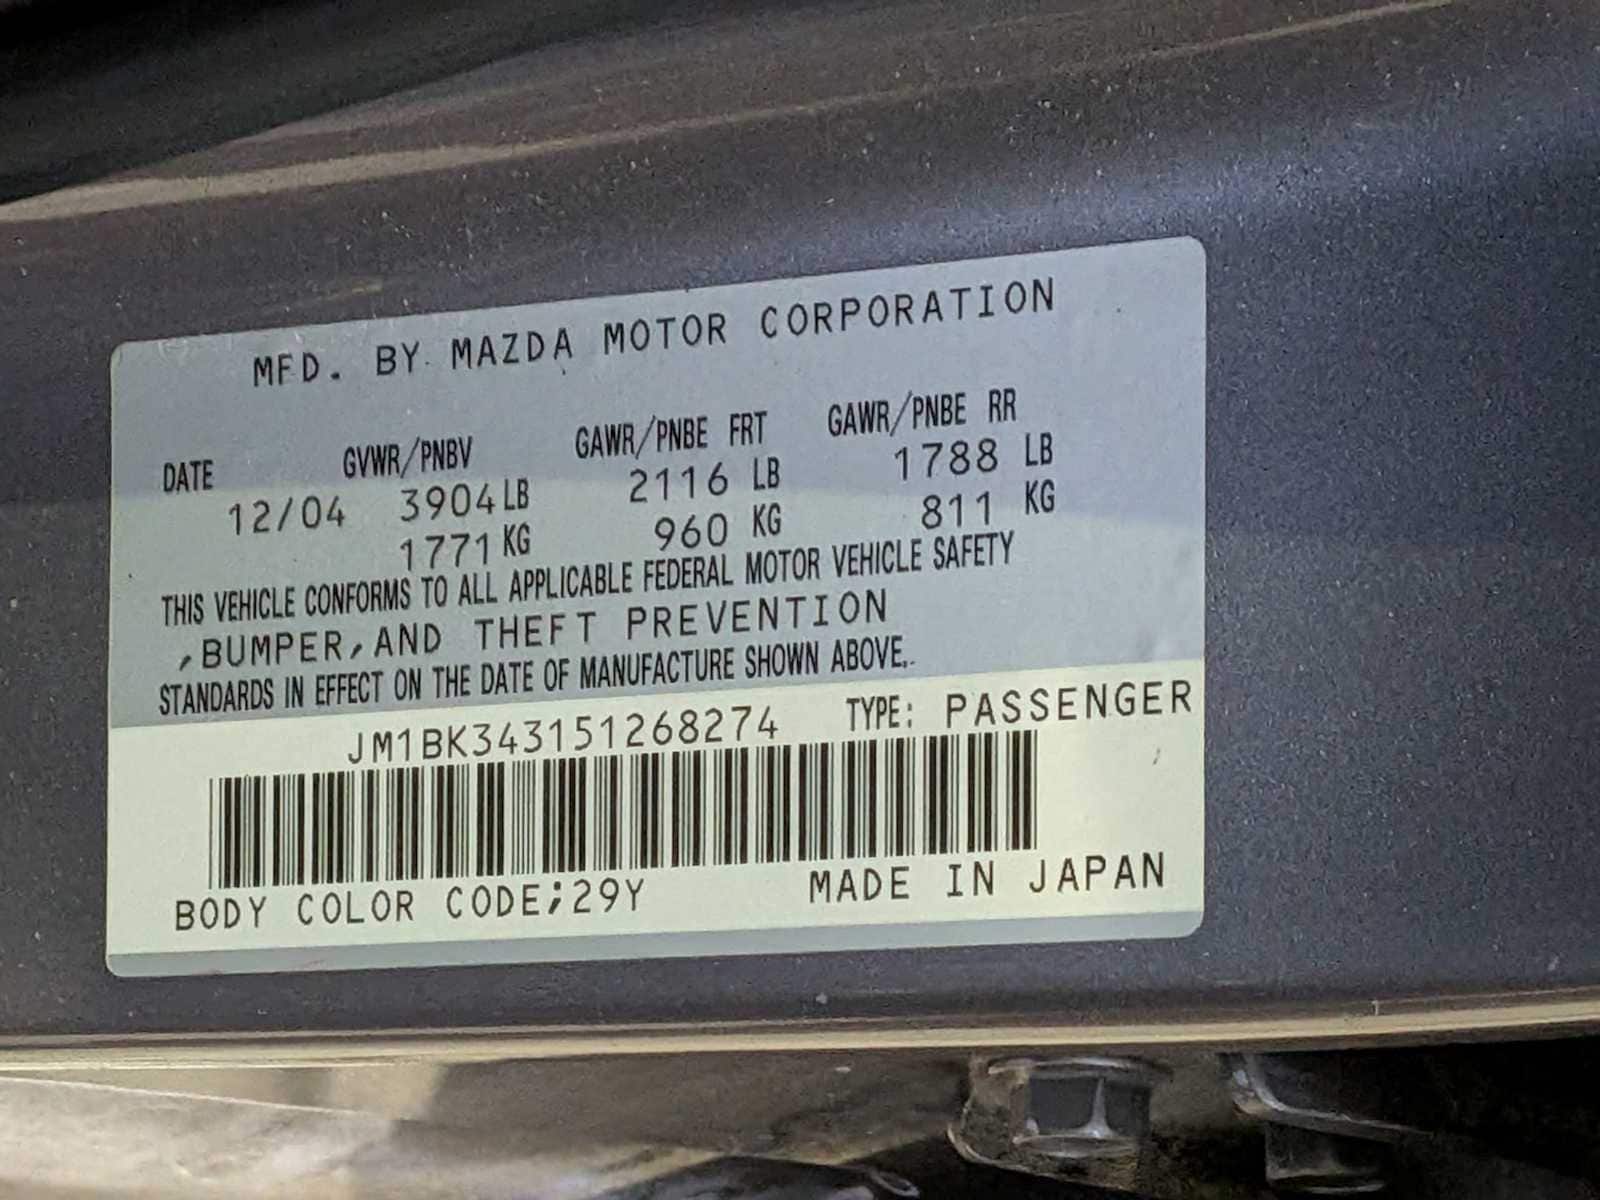 MFD. BY MAZDA MOTOR CORPORATION
DATE GVWR/PNBV GAWR/PNBE FRT GAWR/PNBE RR
12/04 3904 LB 2116 LB 1788 LB
1771 KG 960 KG 811 KG
THIS VEHICLE CONFORMS TO ALL APPLICABLE FEDERAL MOTOR VEHICLE SAFETY
,BUMPER,AND THEFT PREVENTION
STANDARDS IN EFFECT ON THE DATE OF MANUFACTURE SHOWN ABOVE.
JM1BK343151268274 TYPE: PASSENGER
BODY COLOR CODE;29Y MADE IN JAPAN